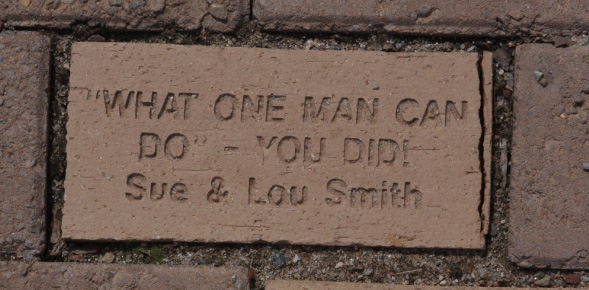 "WHAT ONE MAN CAN
DO" - YOU DID!
Sue & Lou Smith